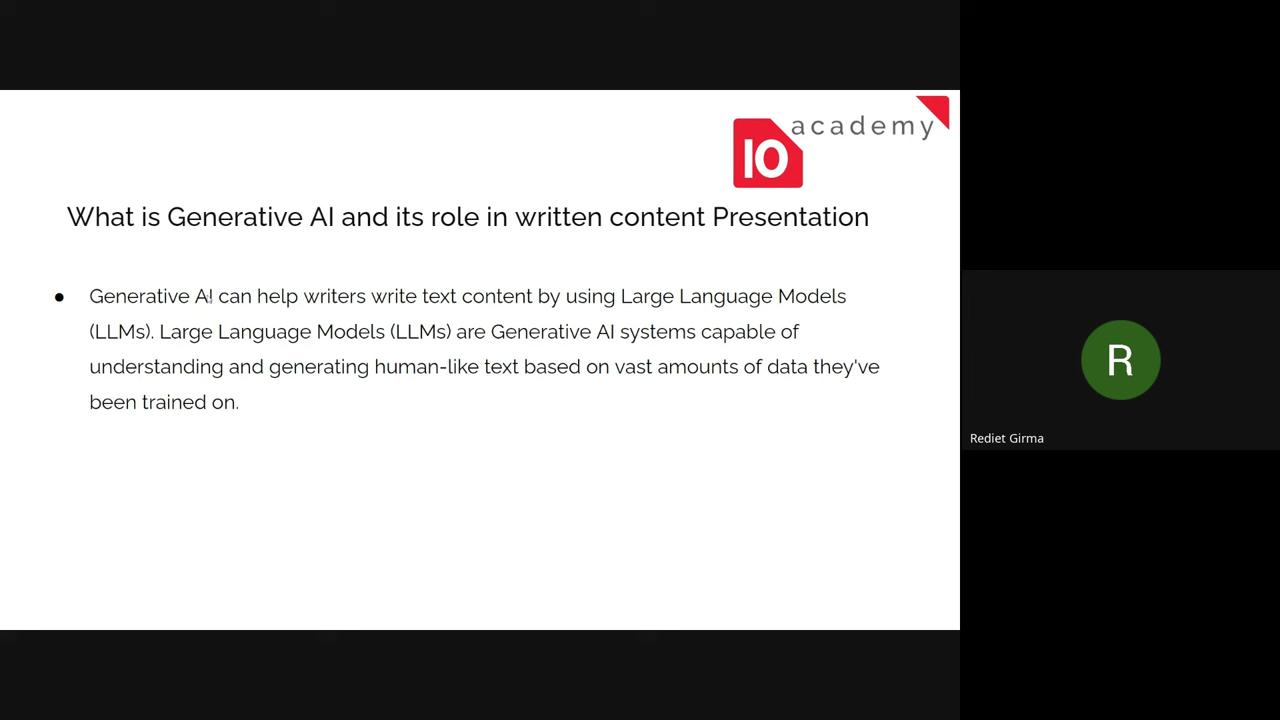 academy
10
What is Generative AI and its role in written content Presentation
● Generative AI can help writers write text content by using Large Language Models
(LLMs). Large Language Models (LLMs) are Generative AI systems capable of
understanding and generating human-like text based on vast amounts of data they've
been trained on.
R
Rediet Girma